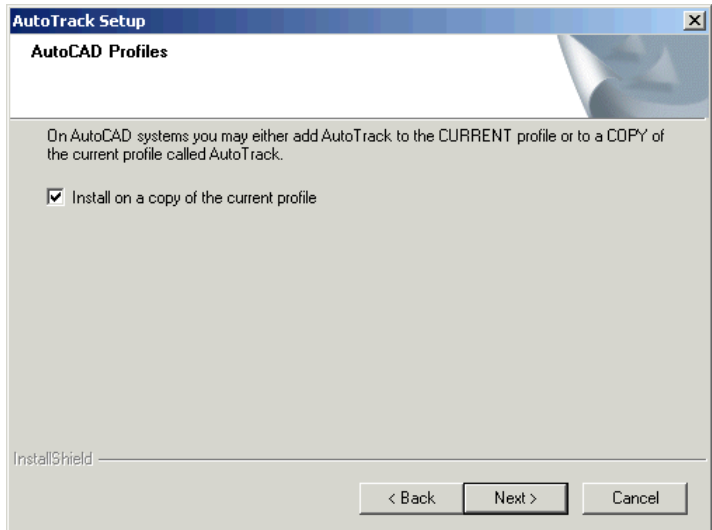 AutoTrack Setup
AutoCAD Profiles
On AutoCAD systems you may either add AutoTrack to the CURRENT profile or to a COPY of
the current profile called AutoTrack.
Install on a copy of the current profile
InstallShield
< Back Next > Cancel